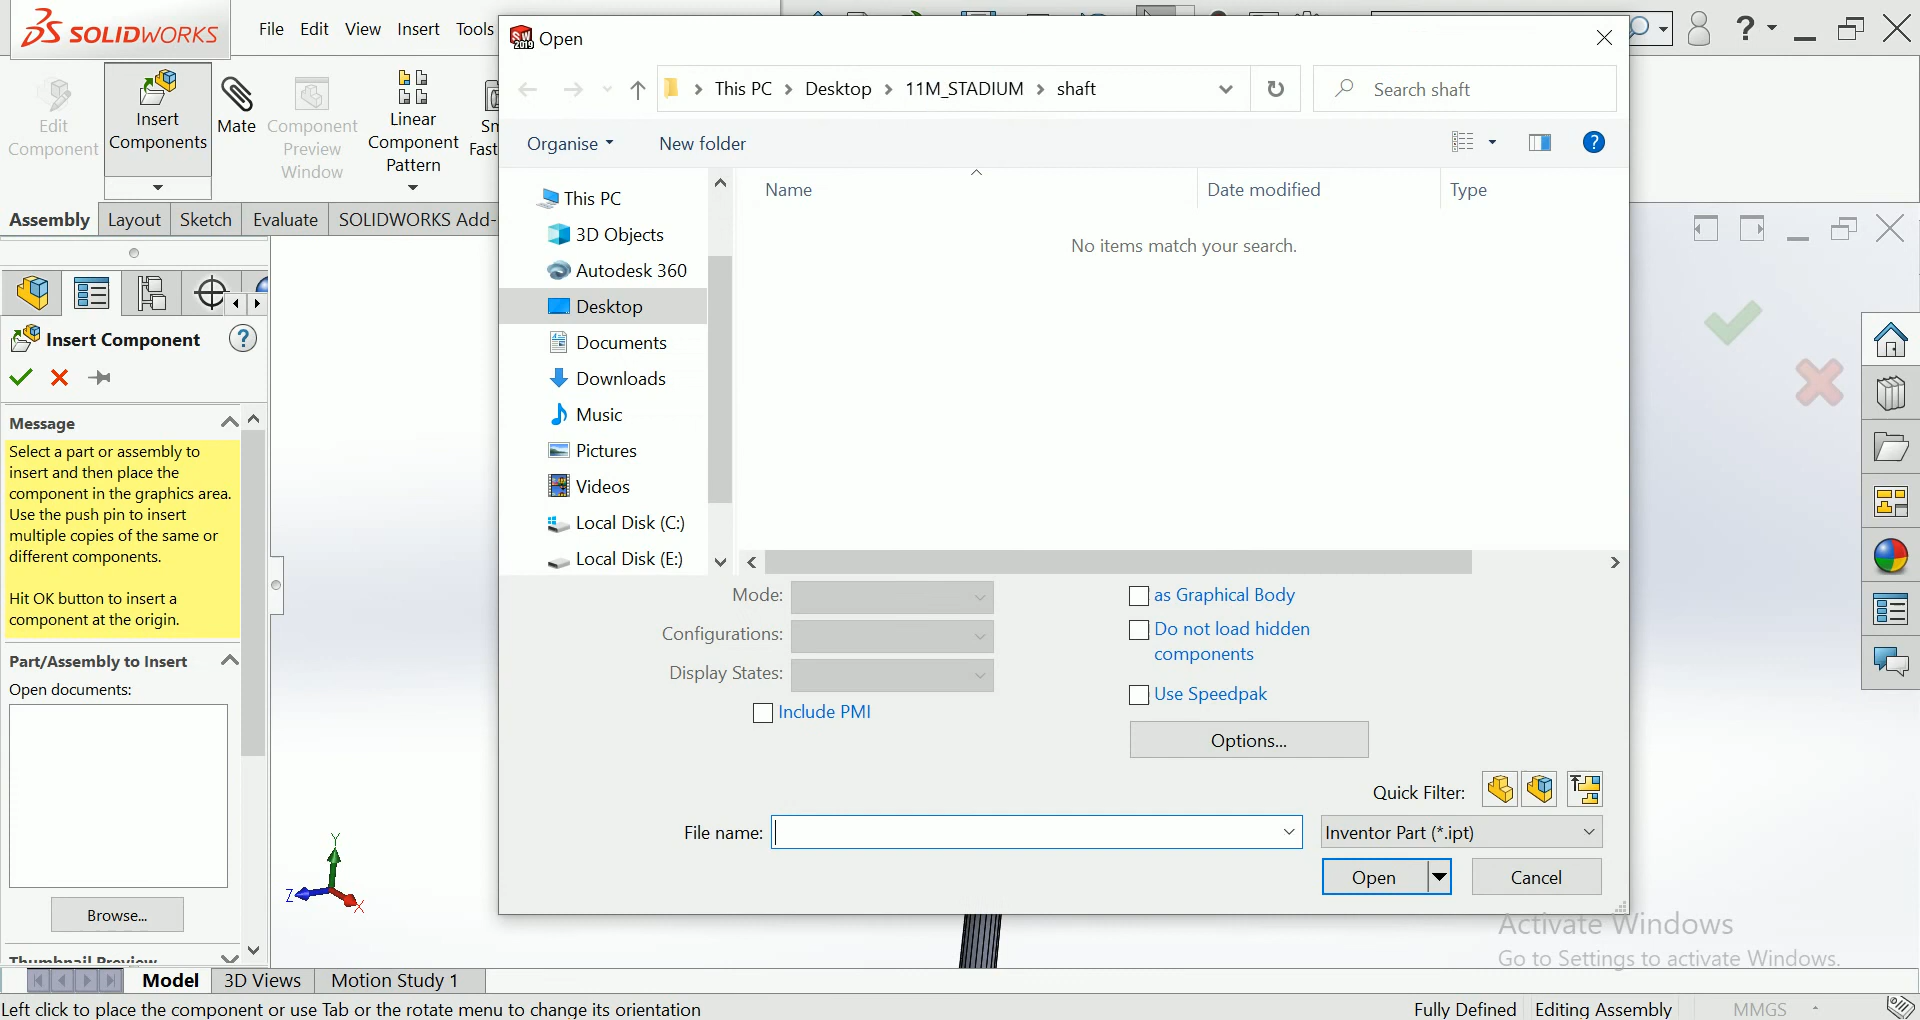 SOLIDWORKS
File Edit View Insert Tools
Edit Component
Insert Components
Mate
Component Preview Window
Linear Component Pattern
Sm
Fast
Assembly Layout Sketch Evaluate SOLIDWORKS Add-
Insert Component
Message
Select a part or assembly to
insert and then place the
component in the graphics area.
Use the push pin to insert
multiple copies of the same or
different components.
Hit OK button to insert a
component at the origin.
Part/Assembly to Insert
Open documents:
Browse...
Thumbnail Preview
SW 2019 Open
This PC > Desktop > 11M_STADIUM > shaft
Search shaft
Organise New folder
This PC
3D Objects
Autodesk 360
Desktop
Documents
Downloads
Music
Pictures
Videos
Local Disk (C:)
Local Disk (E:)
Name Date modified Type
No items match your search.
Mode:
Configurations:
Display States:
Include PMI
as Graphical Body
Do not load hidden
components
Use Speedpak
Options...
Quick Filter:
File name: Inventor Part (*.ipt)
Open Cancel
Y
Z
X
Activate Windows
Go to Settings to activate Windows.
Model 3D Views Motion Study 1
Left click to place the component or use Tab or the rotate menu to change its orientation
Fully Defined Editing Assembly MMGS